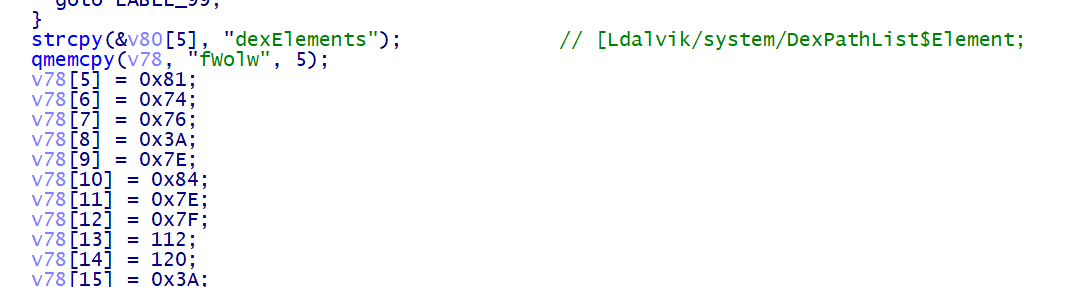 goto LABEL_99;
}
strcpy(&v80[5], "dexElements"); // [Ldalvik/system/DexPathList$Element;
qmemcpy(v78, "fWolw", 5);
v78[5] = 0x81;
v78[6] = 0x74;
v78[7] = 0x76;
v78[8] = 0x3A;
v78[9] = 0x7E;
v78[10] = 0x84;
v78[11] = 0x7E;
v78[12] = 0x7F;
v78[13] = 112;
v78[14] = 120;
v78[15] = 0x3A;